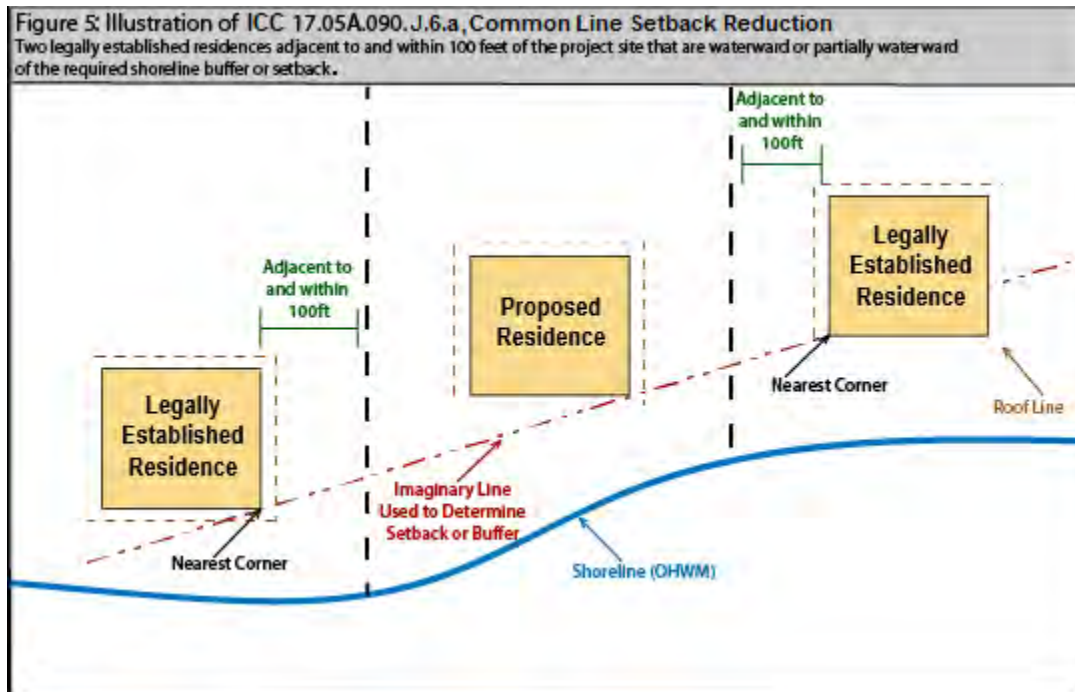 Figure 5: Illustration of ICC 17.05A.090.J.6.a, Common Line Setback Reduction
Two legally established residences adjacent to and within 100 feet of the project site that are waterward or partially waterward
of the required shoreline buffer or setback.
Adjacent to
and within
100ft
Legally
Established
Residence
Adjacent to
and within
100ft
Proposed
Residence
Nearest Corner
Roof Line
Legally
Established
Residence
Imaginary Line
Used to Determine
Setback or Buffer
Nearest Corner
Shoreline (OHWM)